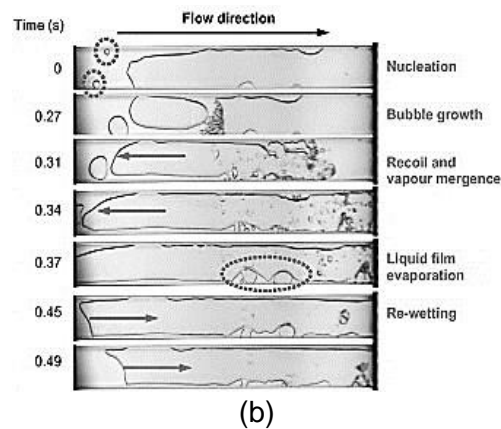 Flow direction
Time (s)
0 Nucleation
0.27 Bubble growth
0.31 Recoil and
vapour mergence
0.34
0.37 Liquid film
evaporation
0.45 Re-wetting
0.49
(b)